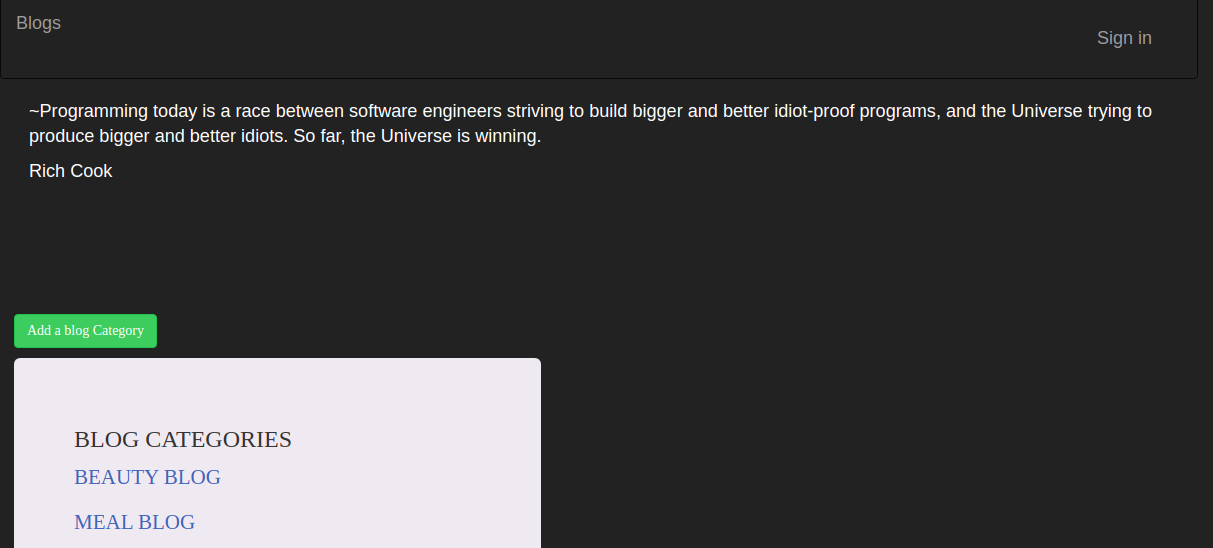 Blogs
Sign in
~Programming today is a race between software engineers striving to build bigger and better idiot-proof programs, and the Universe trying to
produce bigger and better idiots. So far, the Universe is winning.
Rich Cook
Add a blog Category
BLOG CATEGORIES
BEAUTY BLOG
MEAL BLOG